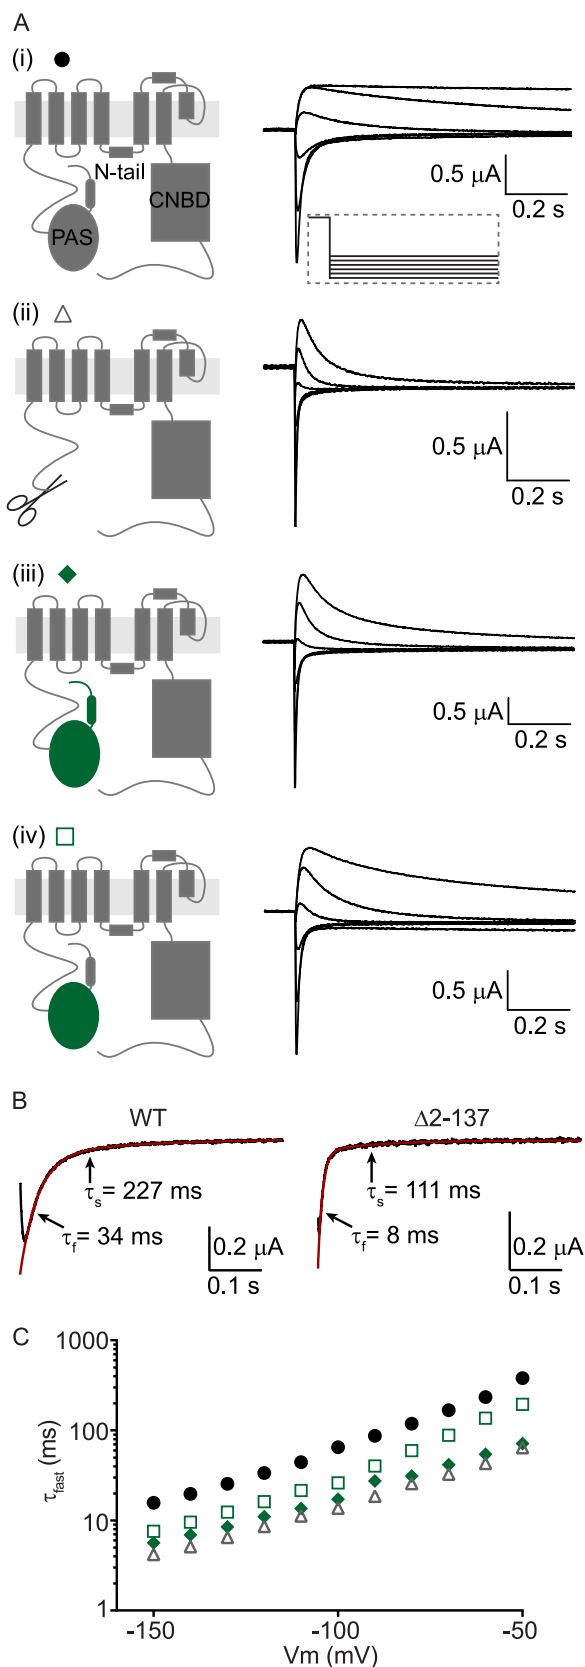 A
(i)
N-tail
CNBD
PAS
0.5 μA
0.2 s
(ii)
0.5 μA
0.2 s
(iii)
0.5 μA
0.2 s
(iv)
0.5 μA
0.2 s
B
WT
Δ2-137
τs= 227 ms
τf= 34 ms
0.2 μA
0.1 s
τs= 111 ms
τf= 8 ms
0.2 μA
0.1 s
C
1000
100
10
1
τfast (ms)
-150
-100
-50
Vm (mV)